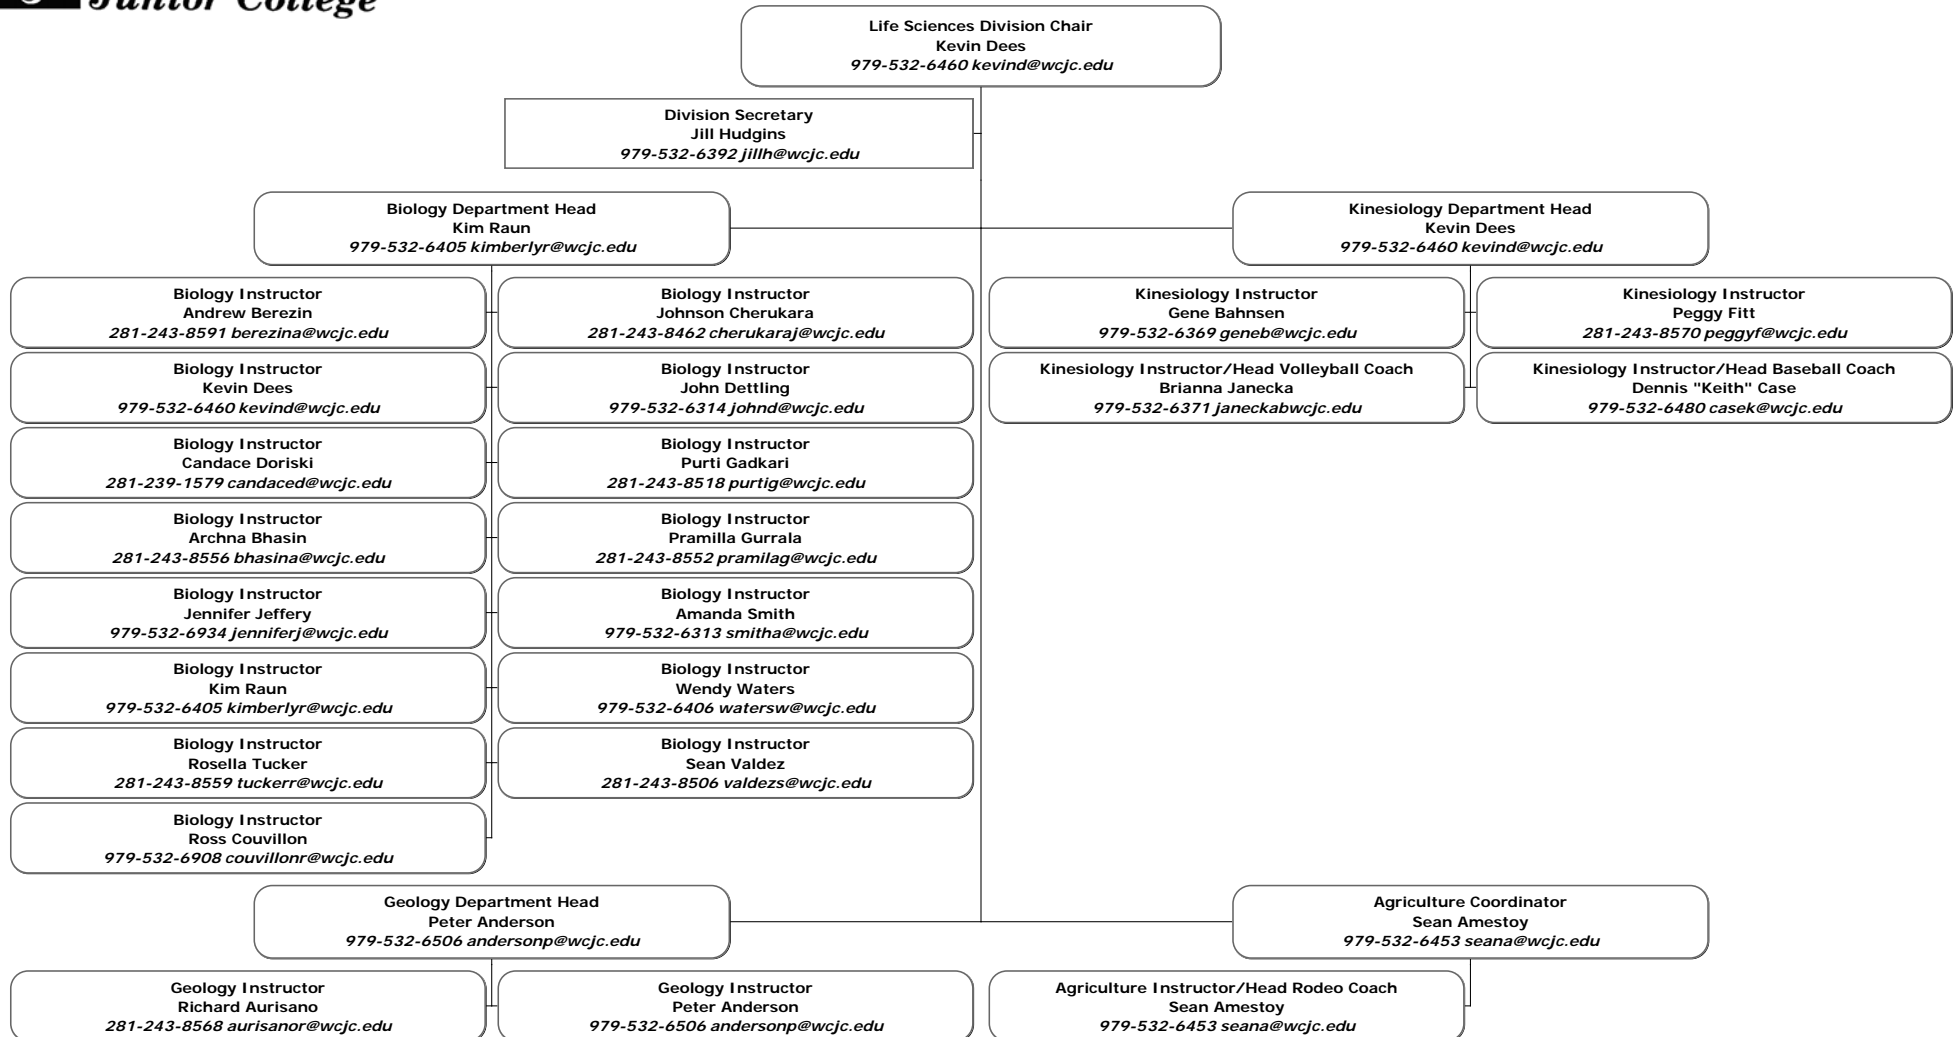 Junior College
Life Sciences Division Chair
Kevin Dees
979-532-6460 kevind@wcjc.edu
Division Secretary
Jill Hudgins
979-532-6392 jillh@wcjc.edu
Biology Department Head
Kim Raun
979-532-6405 kimberlyr@wcjc.edu
Kinesiology Department Head
Kevin Dees
979-532-6460 kevind@wcjc.edu
Biology Instructor
Andrew Berezin
281-243-8591 berezina@wcjc.edu
Biology Instructor
Johnson Cherukara
281-243-8462 cherukaraj@wcjc.edu
Kinesiology Instructor
Gene Bahnsen
979-532-6369 geneb@wcjc.edu
Kinesiology Instructor
Peggy Fitt
281-243-8570 peggyf@wcjc.edu
Biology Instructor
Kevin Dees
979-532-6460 kevind@wcjc.edu
Biology Instructor
John Dettling
979-532-6314 johnd@wcjc.edu
Kinesiology Instructor/Head Volleyball Coach
Brianna Janecka
979-532-6371 janeckabwcjc.edu
Kinesiology Instructor/Head Baseball Coach
Dennis "Keith" Case
979-532-6480 casek@wcjc.edu
Biology Instructor
Candace Doriski
281-239-1579 candaced@wcjc.edu
Biology Instructor
Purti Gadkari
281-243-8518 purtig@wcjc.edu
Biology Instructor
Archna Bhasin
281-243-8556 bhasina@wcjc.edu
Biology Instructor
Pramilla Gurrala
281-243-8552 pramilag@wcjc.edu
Biology Instructor
Jennifer Jeffery
979-532-6934 jenniferj@wcjc.edu
Biology Instructor
Amanda Smith
979-532-6313 smitha@wcjc.edu
Biology Instructor
Kim Raun
979-532-6405 kimberlyr@wcjc.edu
Biology Instructor
Wendy Waters
979-532-6406 watersw@wcjc.edu
Biology Instructor
Rosella Tucker
281-243-8559 tuckerr@wcjc.edu
Biology Instructor
Sean Valdez
281-243-8506 valdezs@wcjc.edu
Biology Instructor
Ross Couvillon
979-532-6908 couvillonr@wcjc.edu
Geology Department Head
Peter Anderson
979-532-6506 andersonp@wcjc.edu
Agriculture Coordinator
Sean Amestoy
979-532-6453 seana@wcjc.edu
Geology Instructor
Richard Aurisano
281-243-8568 aurisanor@wcjc.edu
Geology Instructor
Peter Anderson
979-532-6506 andersonp@wcjc.edu
Agriculture Instructor/Head Rodeo Coach
Sean Amestoy
979-532-6453 seana@wcjc.edu